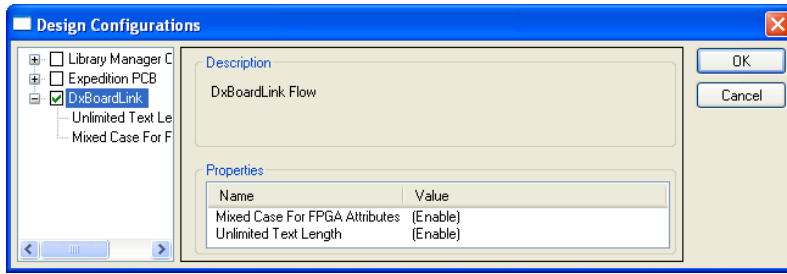 Design Configurations
Library Manager C
Expedition PCB
DxBoardLink
Unlimited Text Le
Mixed Case For F
Description
DxBoardLink Flow
Properties
Name Value
Mixed Case For FPGA Attributes (Enable)
Unlimited Text Length (Enable)
OK
Cancel